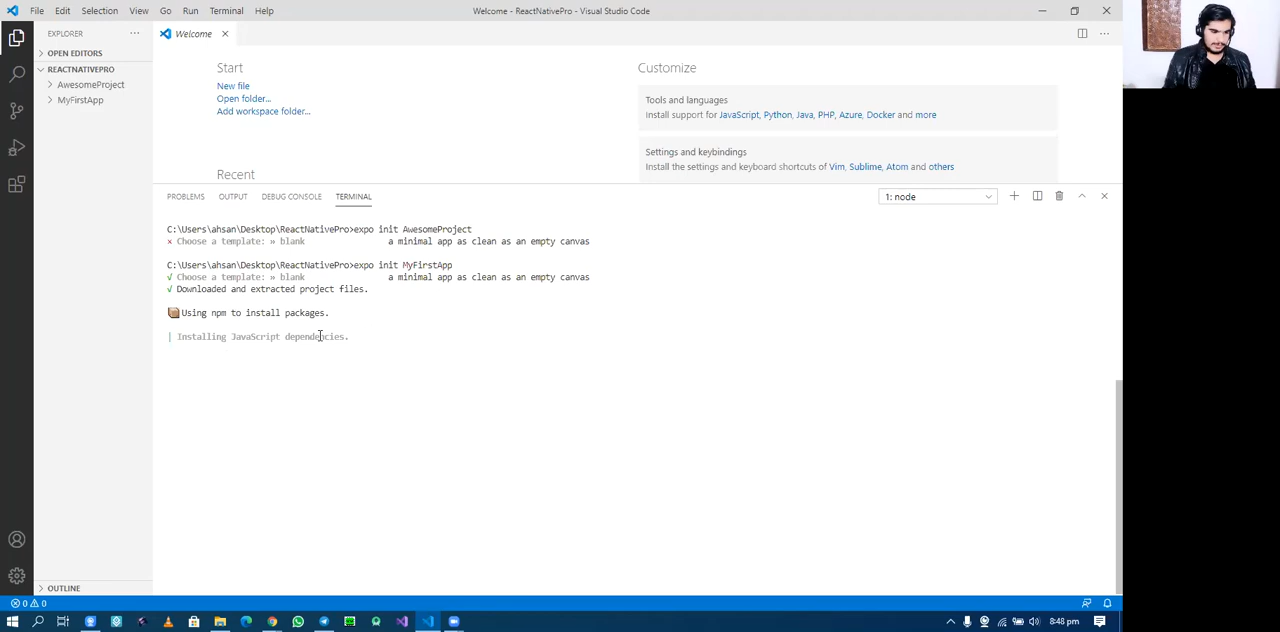 File Edit Selection View Go Run Terminal Help
Welcome - ReactNativePro - Visual Studio Code
EXPLORER
OPEN EDITORS
REACTNATIVEPRO
AwesomeProject
MyFirstApp
OUTLINE
Welcome
Start
New file
Open folder...
Add workspace folder...
Recent
Customize
Tools and languages
Install support for JavaScript, Python, Java, PHP, Azure, Docker and more
Settings and keybindings
Install the settings and keyboard shortcuts of Vim, Sublime, Atom and others
PROBLEMS OUTPUT DEBUG CONSOLE TERMINAL
1: node
C:\Users\ahsan\Desktop\ReactNativePro>expo init AwesomeProject
× Choose a template: » blank a minimal app as clean as an empty canvas
C:\Users\ahsan\Desktop\ReactNativePro>expo init MyFirstApp
√ Choose a template: » blank a minimal app as clean as an empty canvas
√ Downloaded and extracted project files.
Using npm to install packages.
| Installing JavaScript dependencies.
0 0
8:48 pm